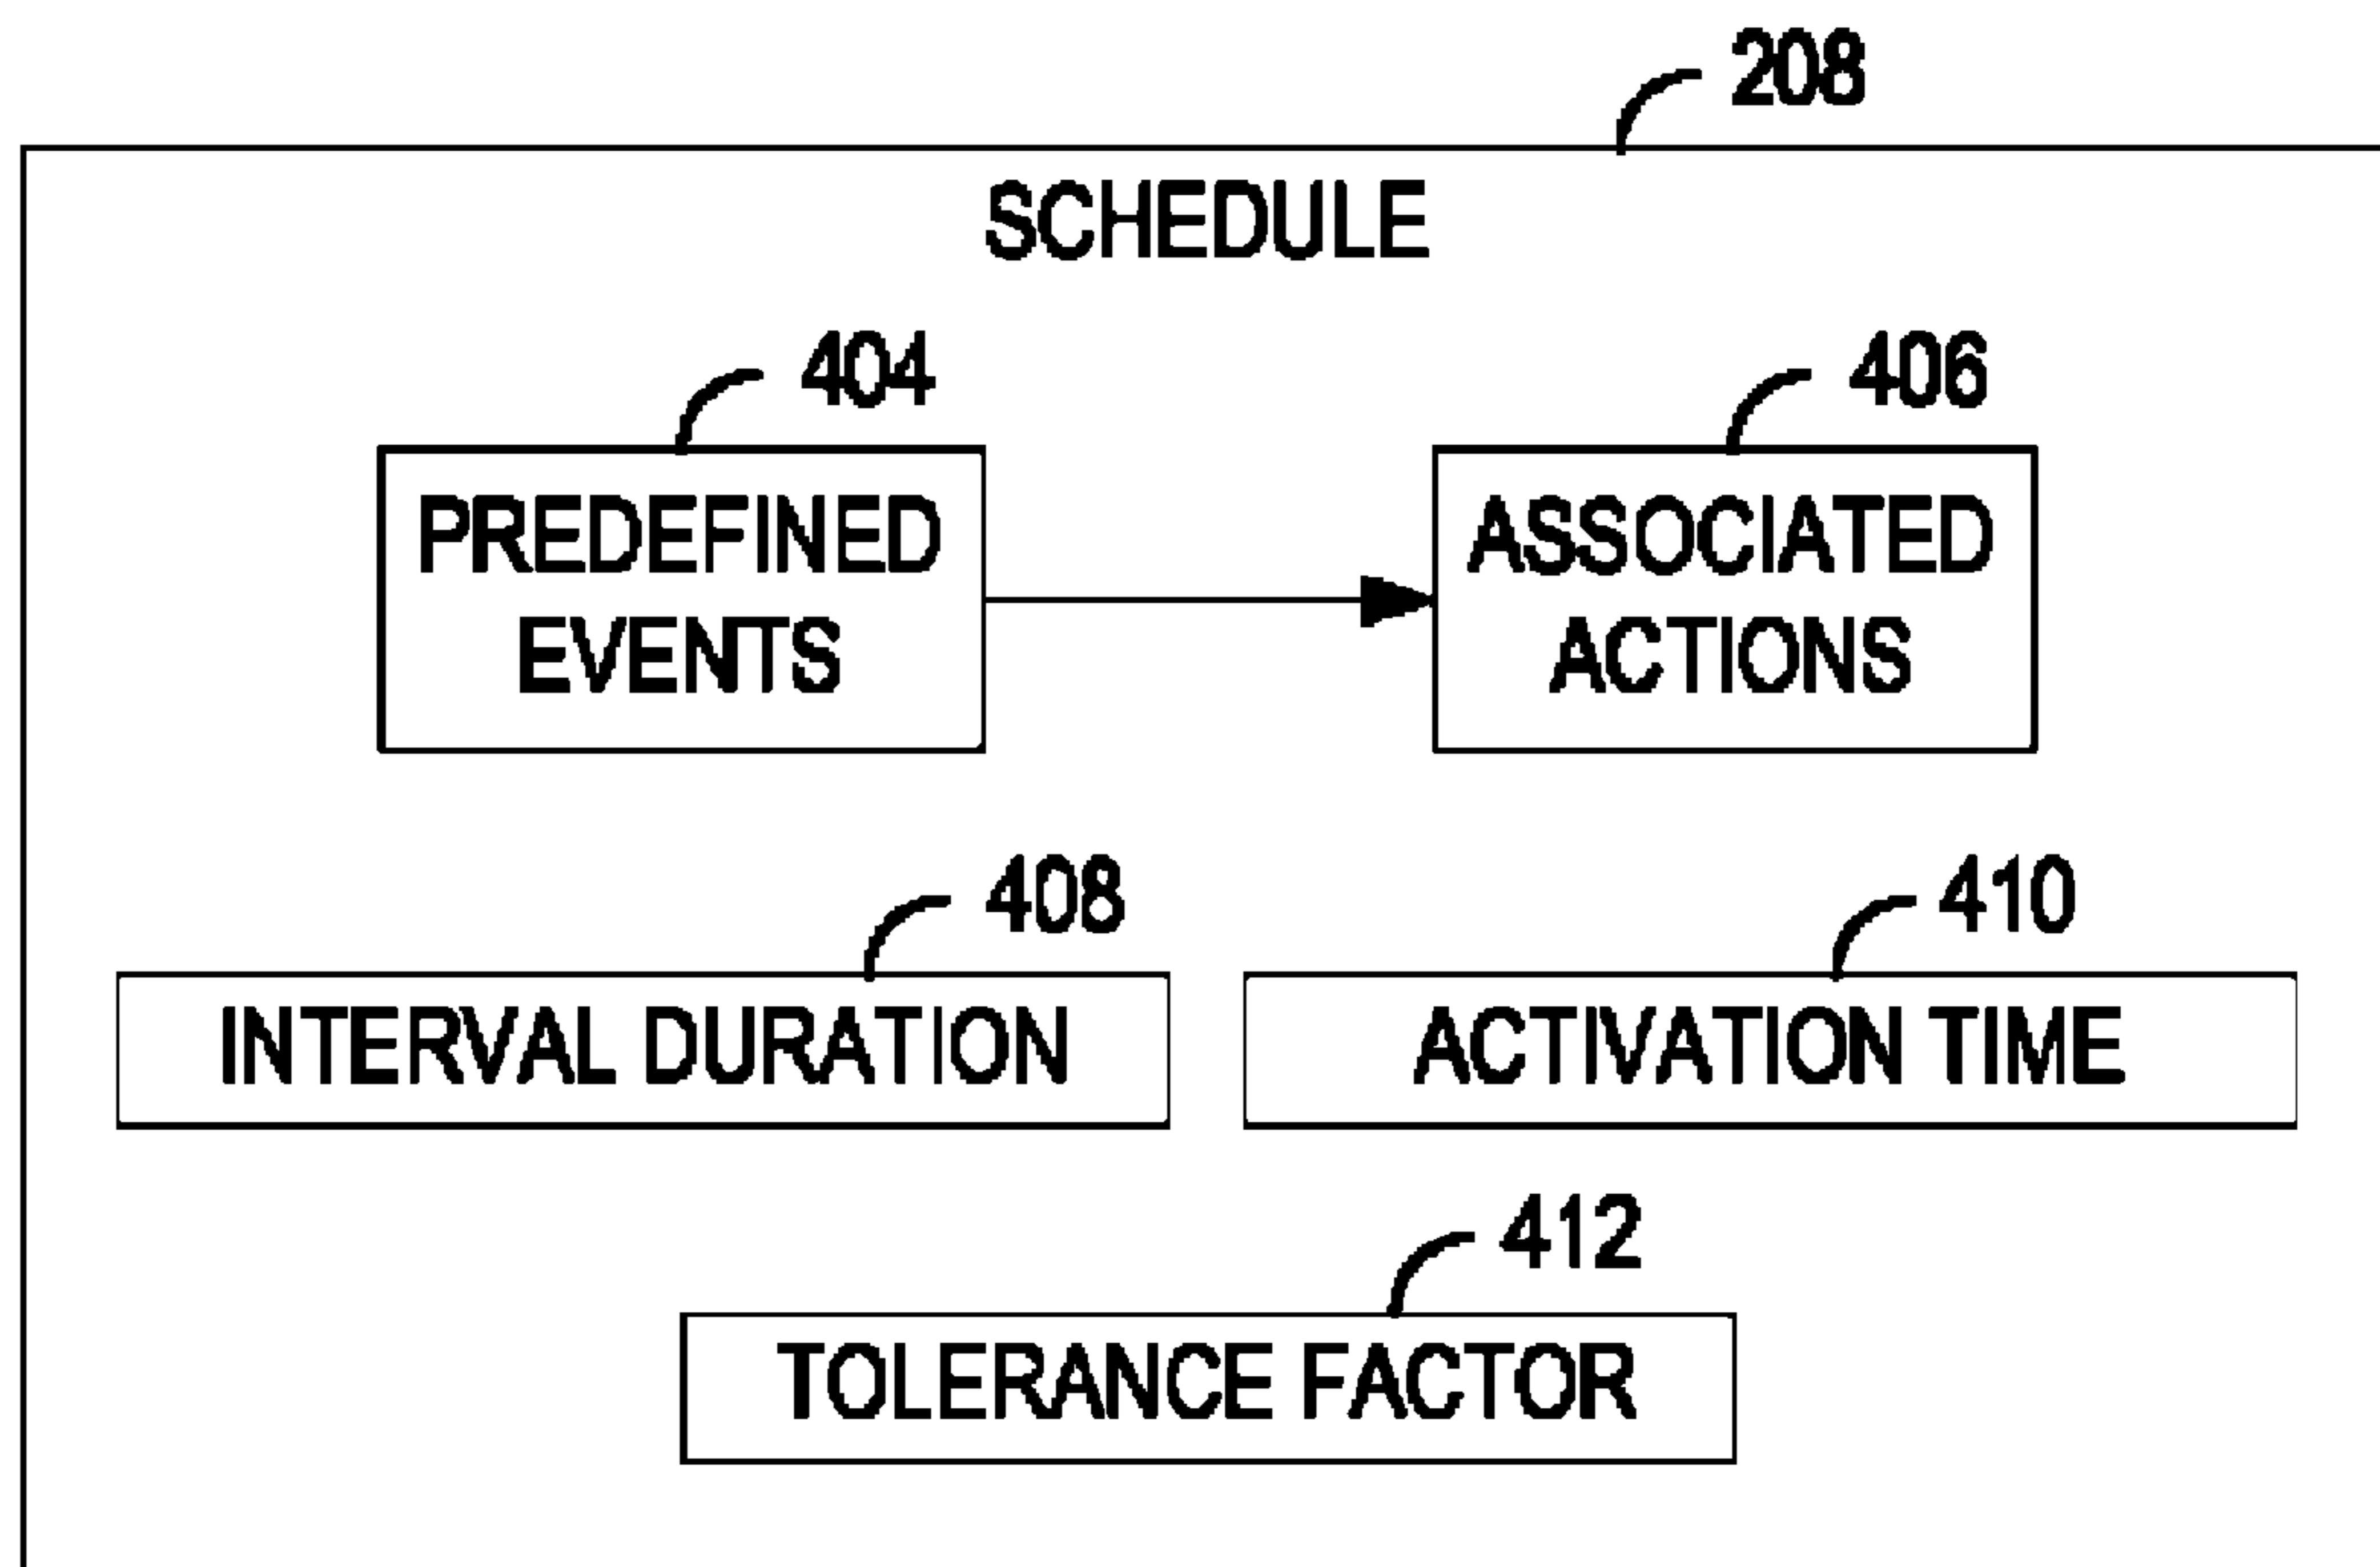 208
SCHEDULE
404
406
PREDEFINED
EVENTS
ASSOCIATED
ACTIONS
408
410
INTERVAL DURATION
ACTIVATION TIME
412
TOLERANCE FACTOR